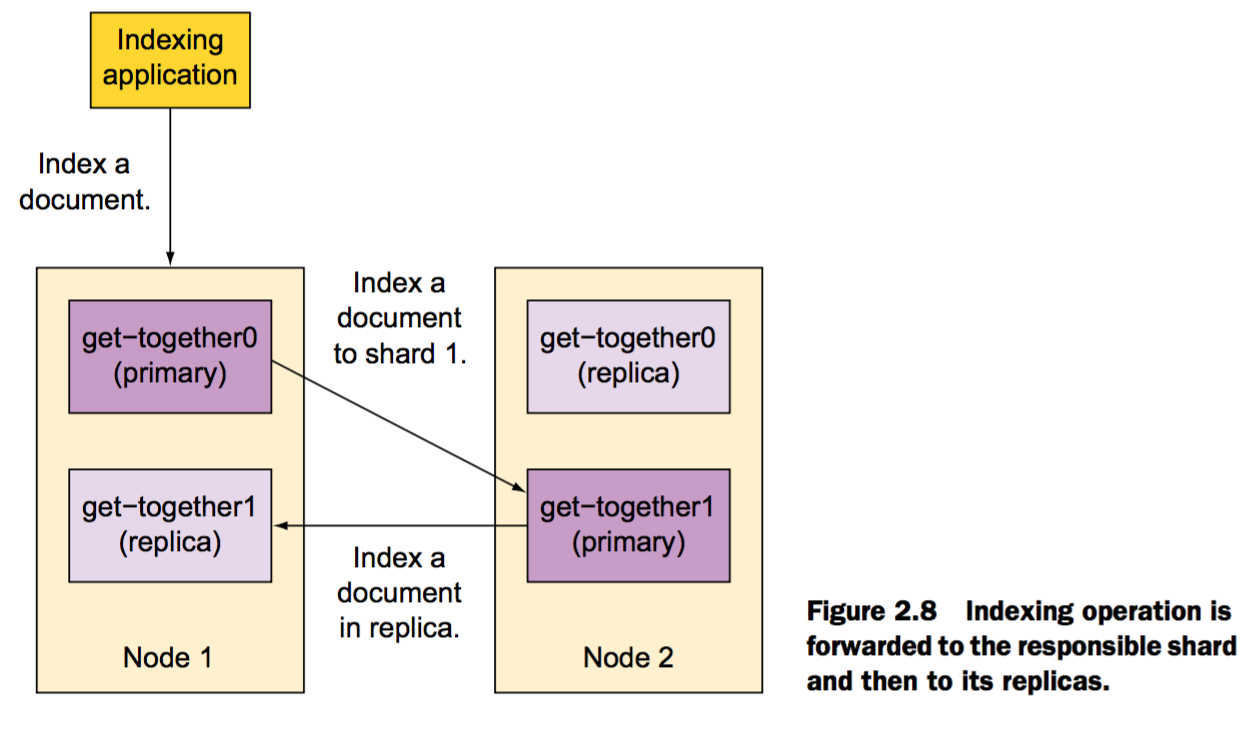 Indexing
application
Index a
document.
Index a
document
to shard 1.
get−together0
(primary)
get−together0
(replica)
get−together1
(replica)
get−together1
(primary)
Index a
document
in replica.
Node 1
Node 2
Figure 2.8 Indexing operation is
forwarded to the responsible shard
and then to its replicas.